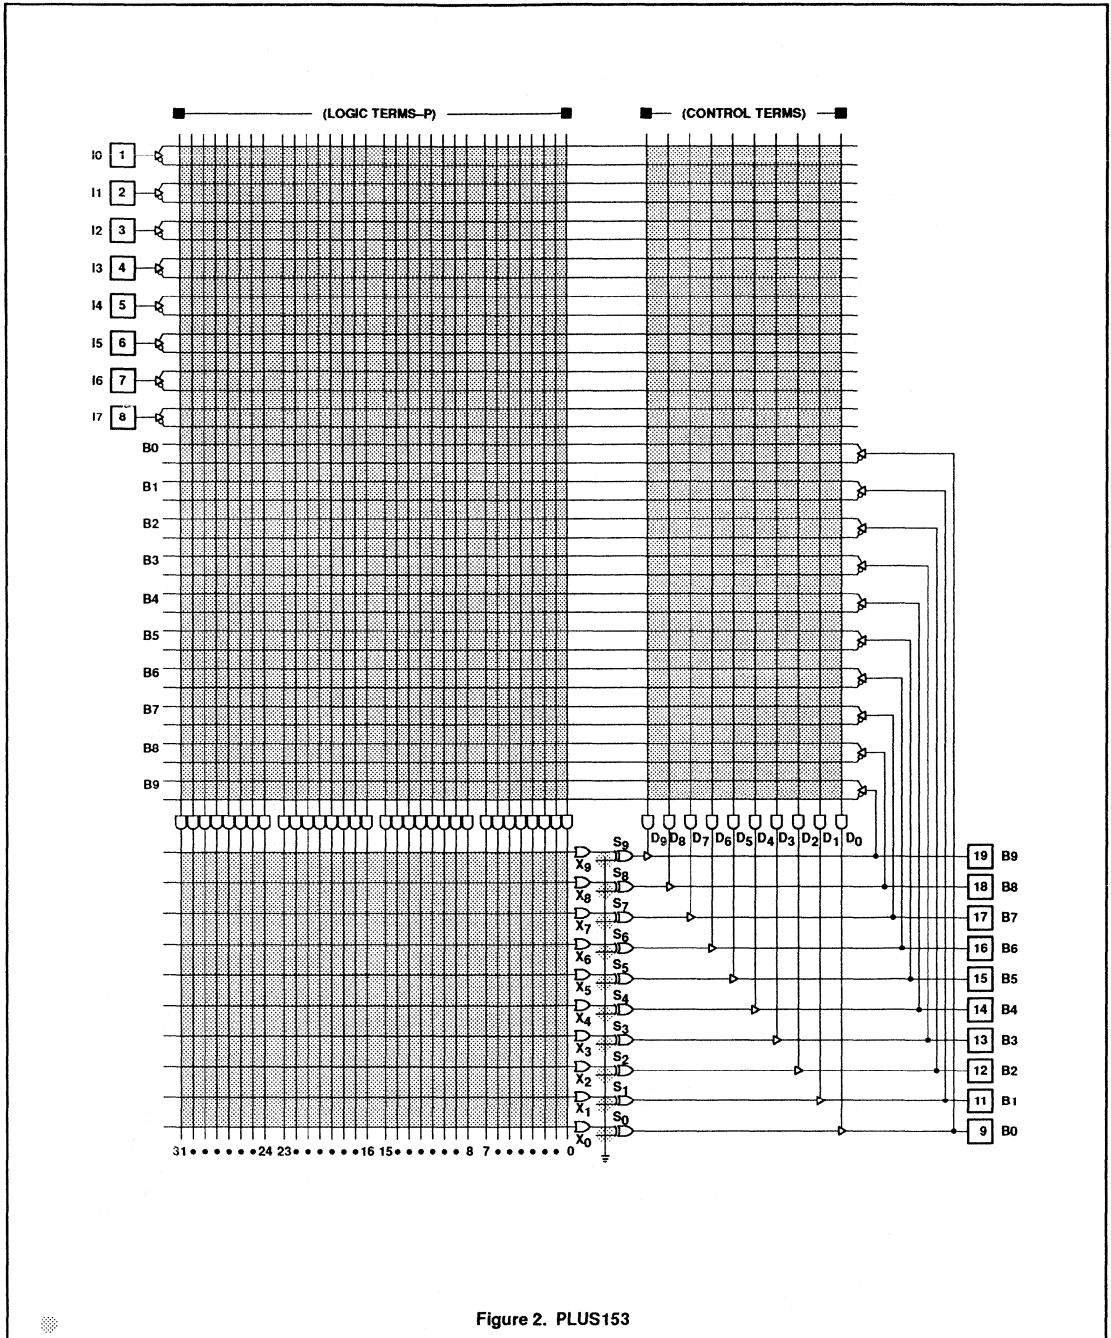 (LOGIC TERMS–P) (CONTROL TERMS)
I0 1
I1 2
I2 3
I3 4
I4 5
I5 6
I6 7
I7 8
B0
B1
B2
B3
B4
B5
B6
B7
B8
B9
D9 D8 D7 D6 D5 D4 D3 D2 D1 D0
S9 19 B9
X9
S8 18 B8
X8
S7 17 B7
X7
S6 16 B6
X6
S5 15 B5
X5
S4 14 B4
X4
S3 13 B3
X3
S2 12 B2
X2
S1 11 B1
X1
S0 9 B0
X0
31 • • • • • • 24 23 • • • • • • 16 15 • • • • • • 8 7 • • • • • • 0
Figure 2. PLUS153